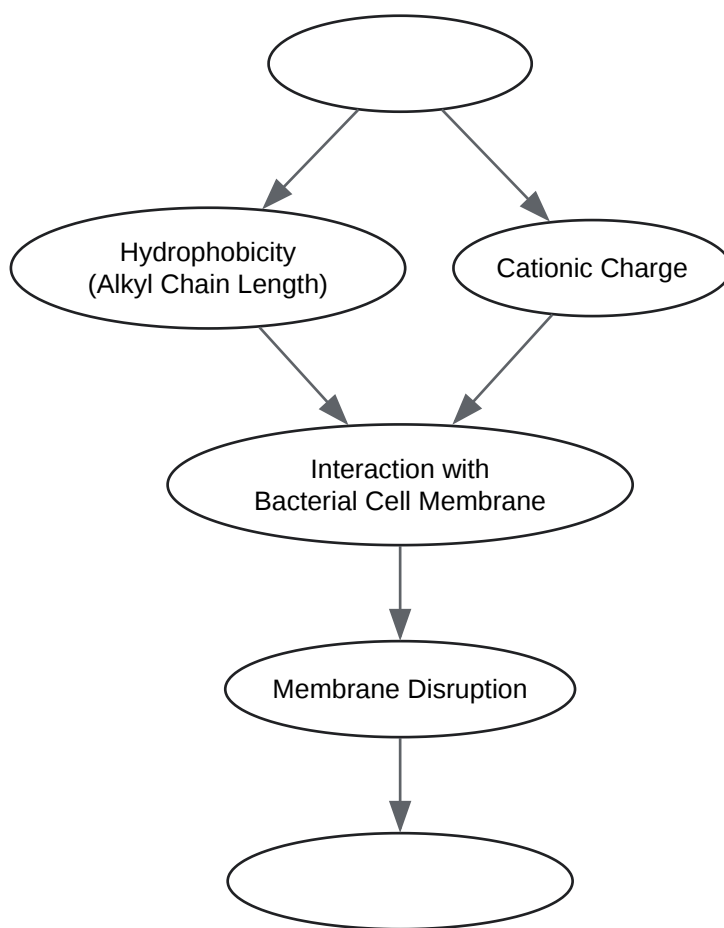 Hydrophobicity
(Alkyl Chain Length)
Cationic Charge
Interaction with
Bacterial Cell Membrane
Membrane Disruption